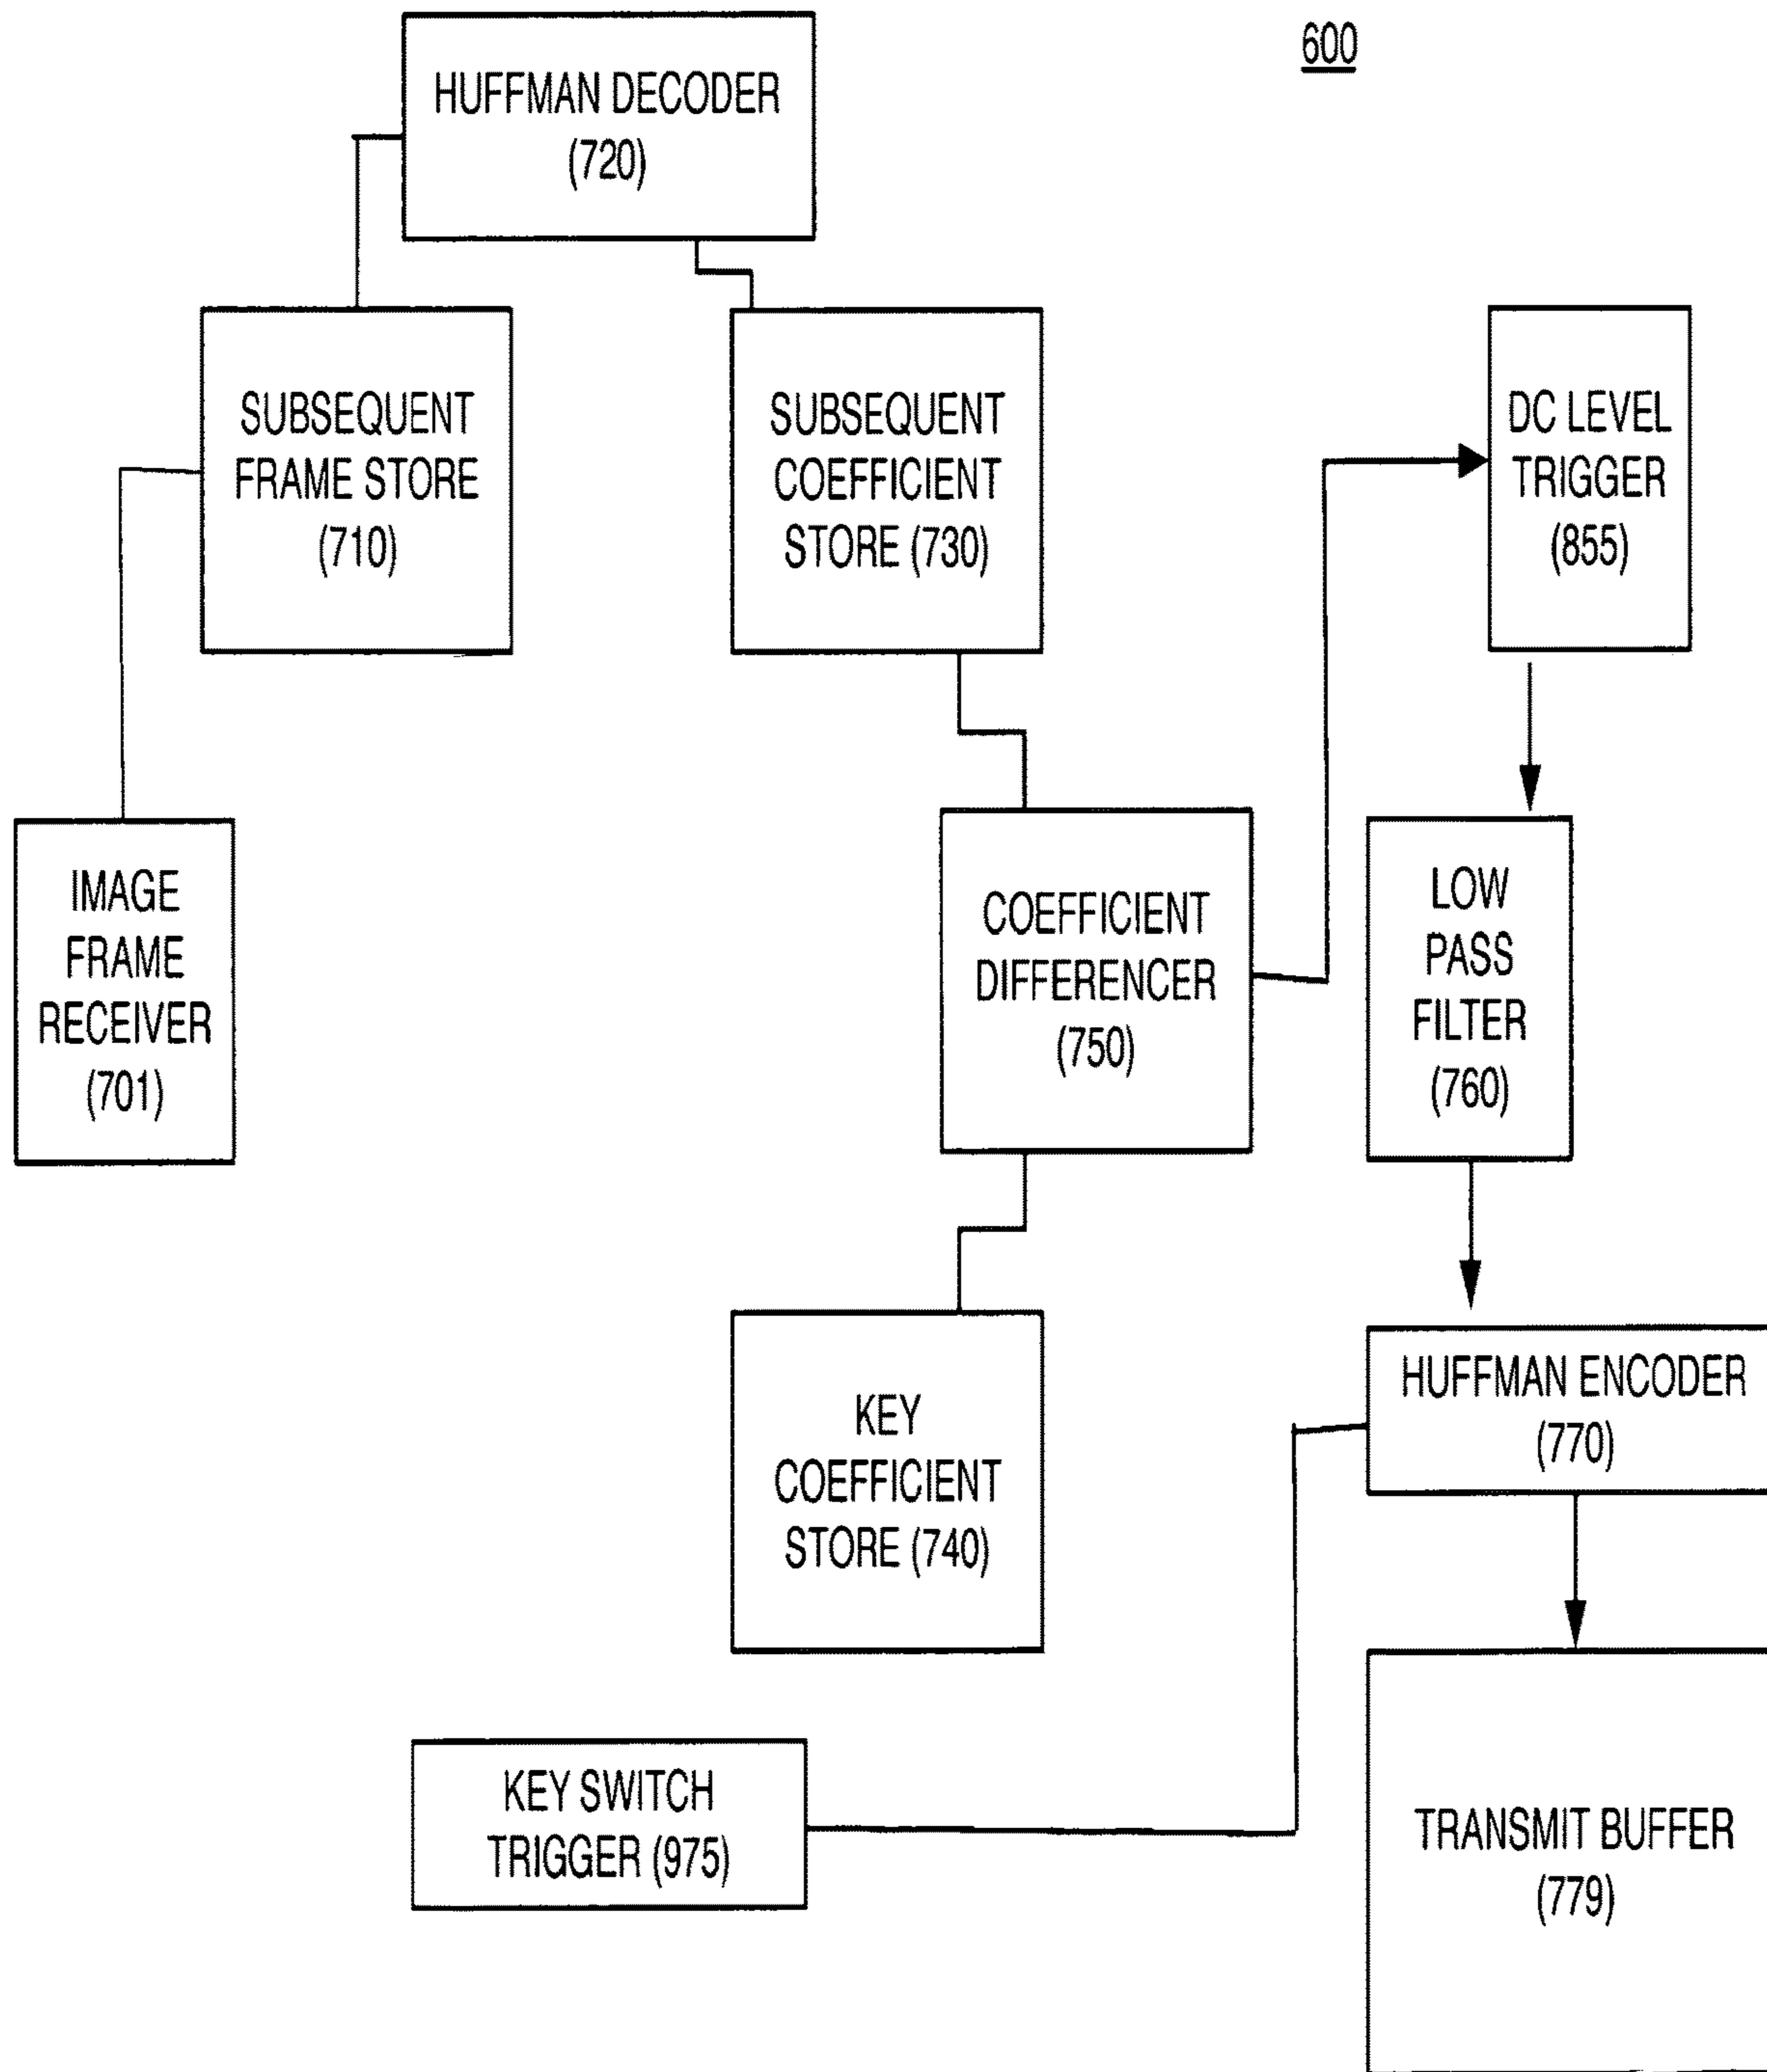 600
HUFFMAN DECODER
(720)
SUBSEQUENT
FRAME STORE
(710)
SUBSEQUENT
COEFFICIENT
STORE (730)
DC LEVEL
TRIGGER
(855)
IMAGE
FRAME
RECEIVER
(701)
COEFFICIENT
DIFFERENCER
(750)
LOW
PASS
FILTER
(760)
KEY
COEFFICIENT
STORE (740)
HUFFMAN ENCODER
(770)
KEY SWITCH
TRIGGER (975)
TRANSMIT BUFFER
(779)